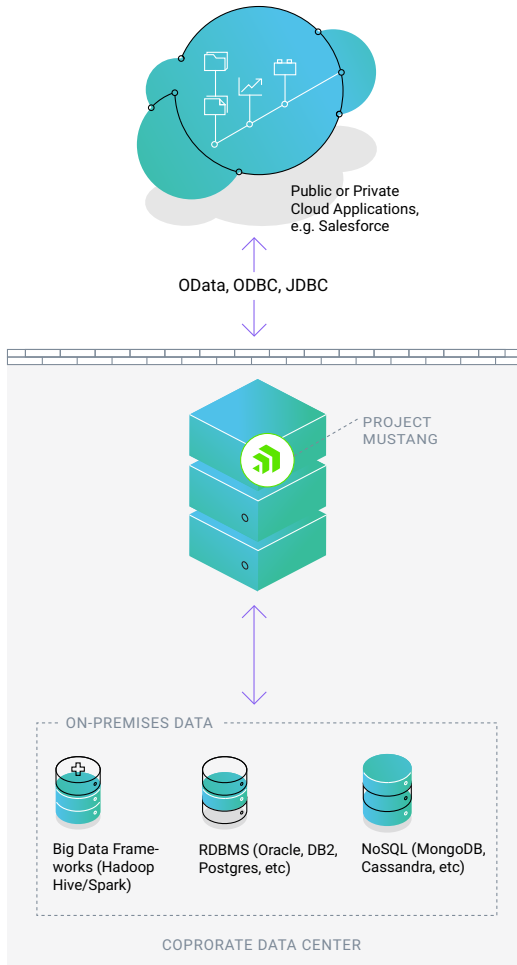 Public or Private
Cloud Applications,
e.g. Salesforce
OData, ODBC, JDBC
PROJECT
MUSTANG
ON-PREMISES DATA
Big Data Frame-
works (Hadoop
Hive/Spark)
RDBMS (Oracle, DB2,
Postgres, etc)
NoSQL (MongoDB,
Cassandra, etc)
COPRORATE DATA CENTER